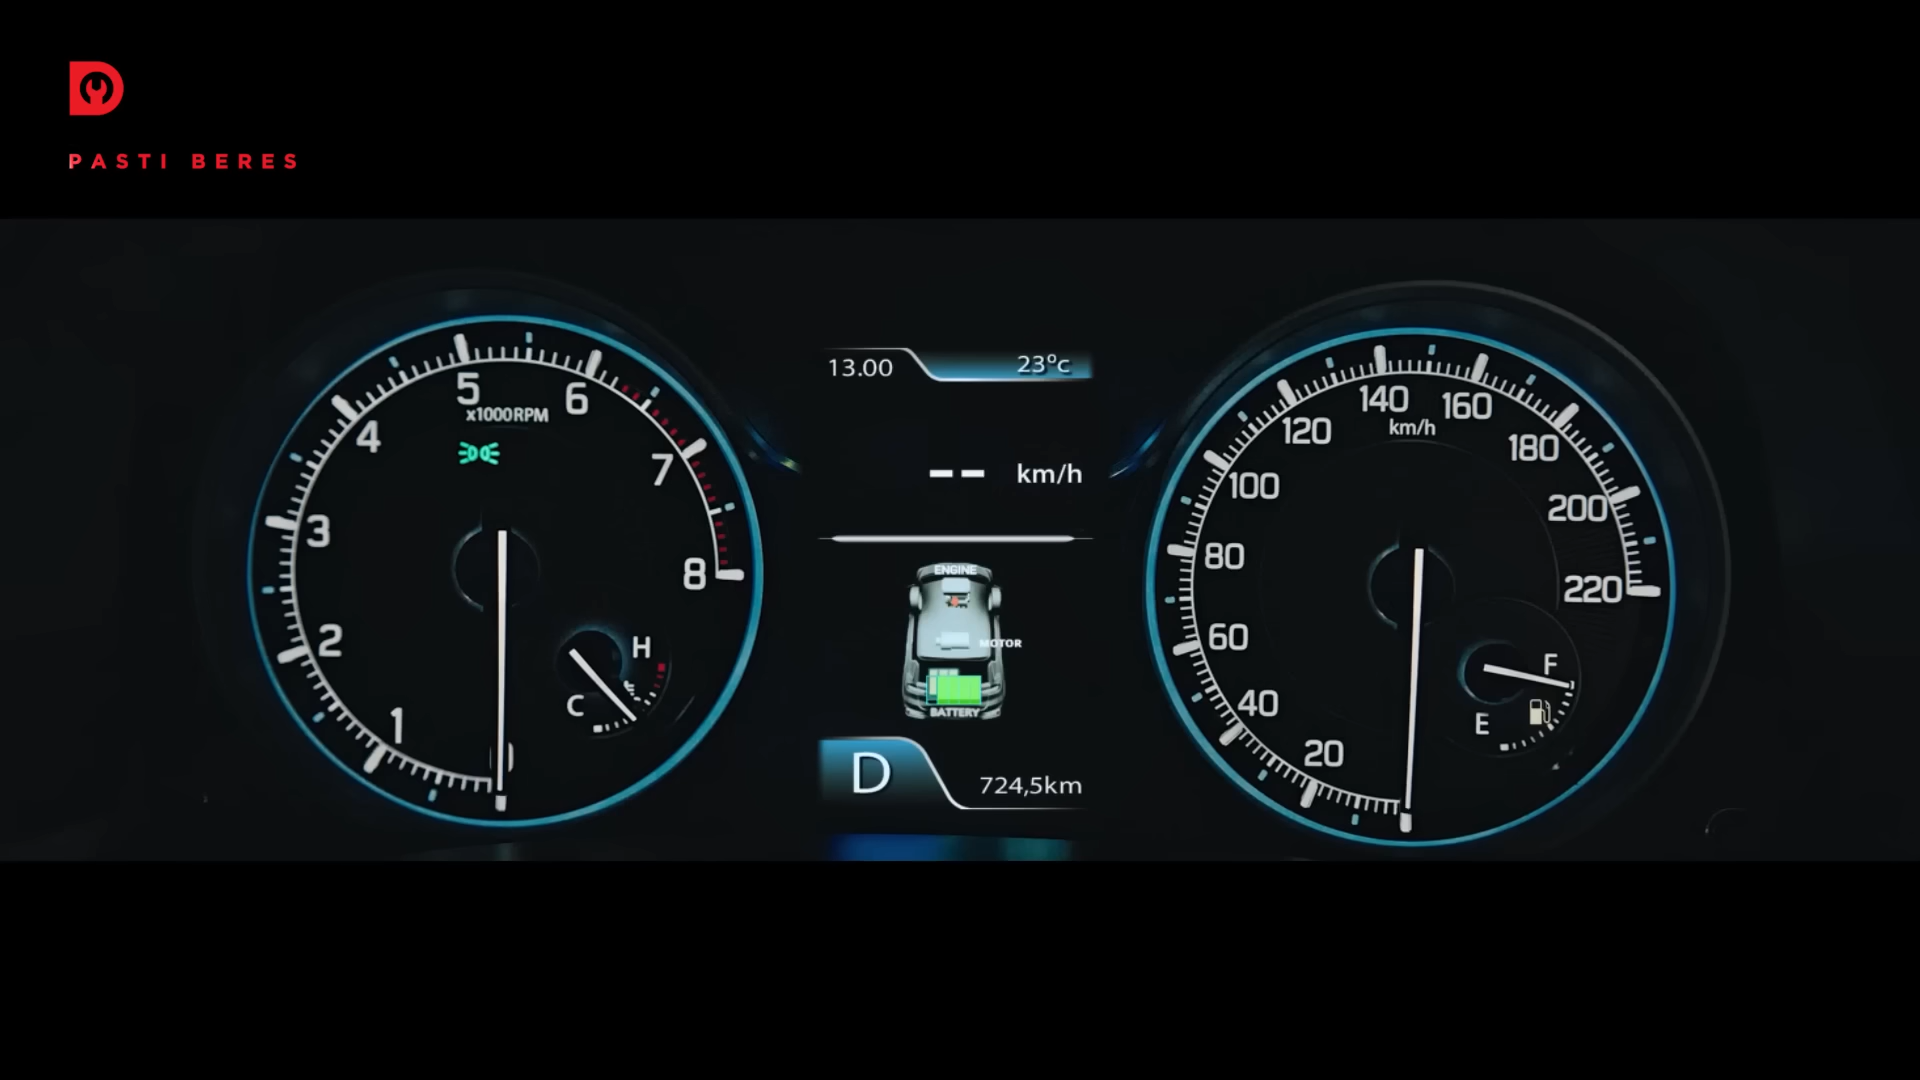 PASTI BERES
5
6
x1000RPM
4
7
3
8
2
H
C
1
0
13.00
23°c
-- km/h
ENGINE
MOTOR
BATTERY
D
724,5km
140
160
km/h
120
180
100
200
80
220
60
F
40
E
20